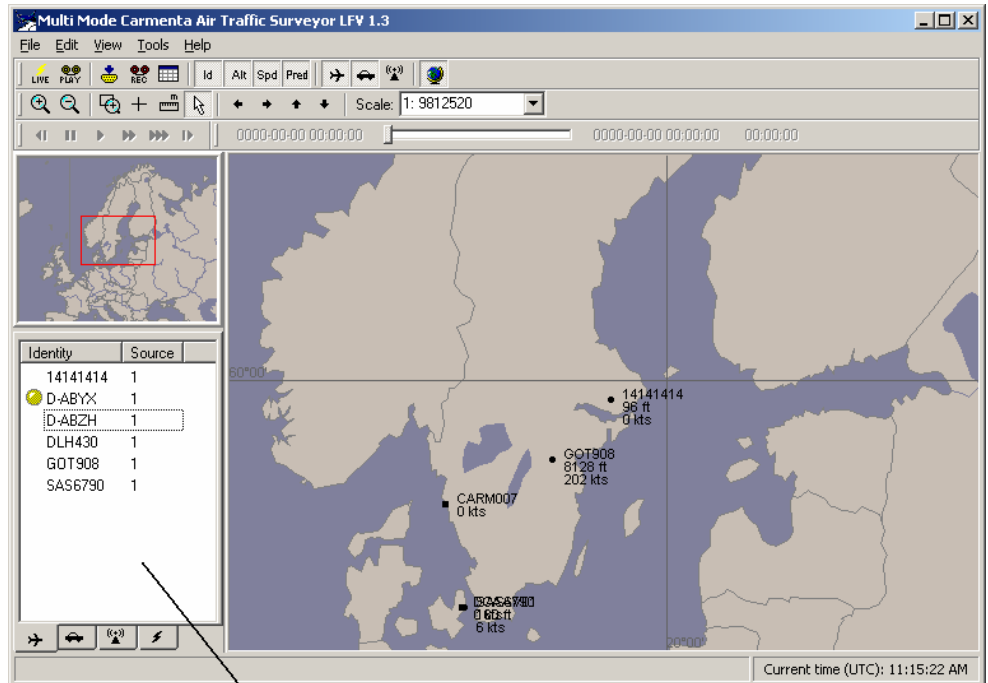 Multi Mode Carmenta Air Traffic Surveyor LFV 1.3
File Edit View Tools Help
LIVE PLAY REC Id Alt Spd Pred
Scale: 1: 9812520
0000-00-00 00:00:00 0000-00-00 00:00:00 00:00:00
Identity Source
14141414 1
D-ABYX 1
D-ABZH 1
DLH430 1
GOT908 1
SAS6790 1
60°00'
14141414
96 ft
0 kts
GOT908
8128 ft
202 kts
CARM007
0 kts
6 kts
20°00'
Current time (UTC): 11:15:22 AM